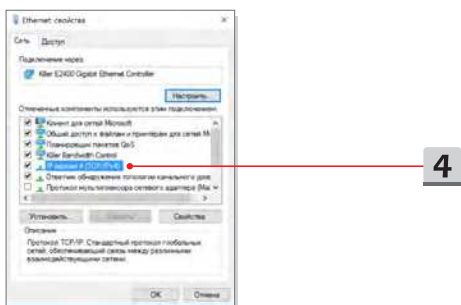 Ethernet: свойства
Сеть Доступ
Подключение через:
Killer E2400 Gigabit Ethernet Controller
Настроить...
Отмеченные компоненты используются этим подключением:
Клиент для сетей Microsoft
Общий доступ к файлам и принтерам для сетей Mi
Планировщик пакетов QoS
Killer Bandwidth Control
IP версии 4 (TCP/IPv4)
4
Ответчик обнаружения топологии канального уров
Протокол мультиплексора сетевого адаптера (Ма
Установить... Удалить Свойства
Описание
Протокол TCP/IP. Стандартный протокол глобальных
сетей, обеспечивающий связь между различными
взаимодействующими сетями.
OK Отмена